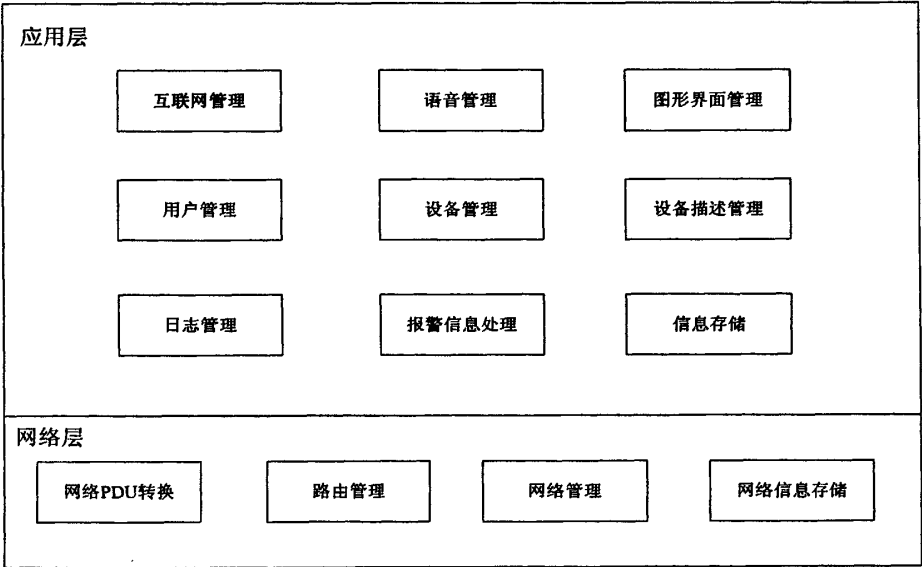 应用层
互联网管理
语音管理
图形界面管理
用户管理
设备管理
设备描述管理
日志管理
报警信息处理
信息存储
网络层
网络PDU转换
路由管理
网络管理
网络信息存储